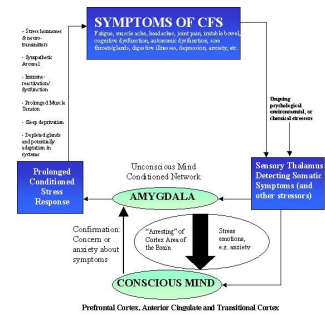 SYMPTOMS OF CFS
Fatigue, muscle aches, headaches, joint pain, irritable bowel,
cognitive dysfunction, autonomic dysfunction, sore
throats/glands, digestive illnesses, depression, anxiety, etc.
- Stress hormones
& neuro-
transmitters
- Sympathetic
Arousal
- Immune-
reactivation/
dysfunction
- Prolonged Muscle
Tension
- Sleep deprivation
- Depleted glands
and potentially
adaptation in
systems
Ongoing
psychological
environmental, or
chemical stressors
Prolonged
Conditioned
Stress
Response
Unconscious Mind
Conditioned Network
AMYGDALA
Sensory Thalamus
Detecting Somatic
Symptoms (and
other stressors)
Confirmation:
Concern or
anxiety about
symptoms
"Arresting" of
Cortex Area of
the Brain
Stress
emotions,
e.g. anxiety
CONSCIOUS MIND
Prefrontal Cortex, Anterior Cingulate and Transitional Cortex